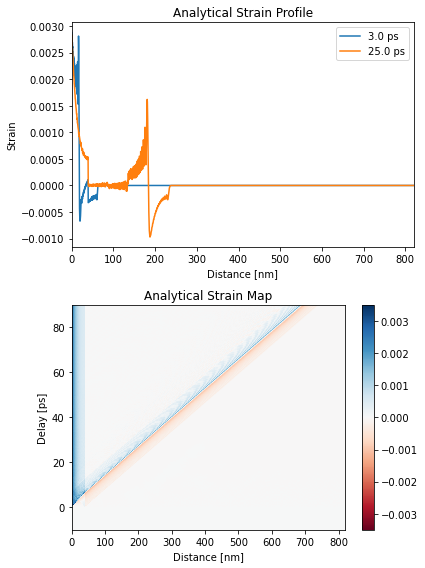 Analytical Strain Profile
3.0 ps
25.0 ps
Strain
0.0030
0.0025
0.0020
0.0015
0.0010
0.0005
0.0000
−0.0005
−0.0010
0 100 200 300 400 500 600 700 800
Distance [nm]
Analytical Strain Map
Delay [ps]
80
60
40
20
0
0 100 200 300 400 500 600 700 800
Distance [nm]
0.003
0.002
0.001
0.000
−0.001
−0.002
−0.003